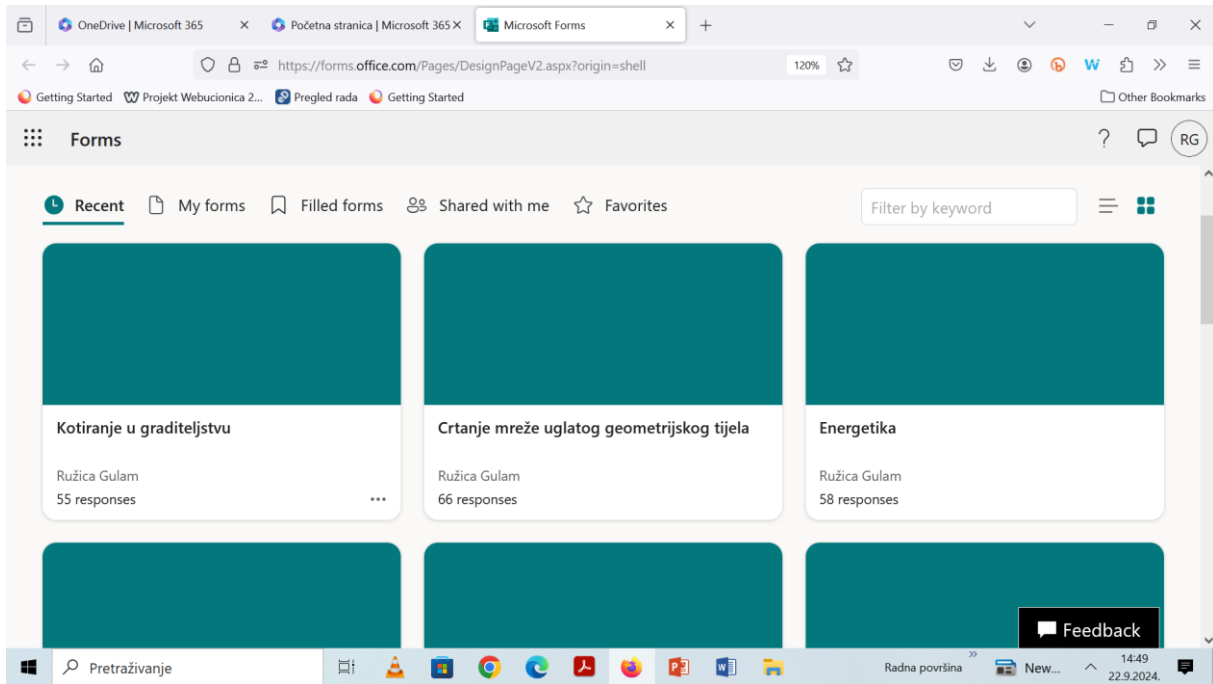 OneDrive | Microsoft 365
Početna stranica | Microsoft 365
Microsoft Forms
https://forms.office.com/Pages/DesignPageV2.aspx?origin=shell
120%
Getting Started
Projekt Webucionica 2...
Pregled rada
Getting Started
Other Bookmarks
Forms
?
RG
Recent
My forms
Filled forms
Shared with me
Favorites
Filter by keyword
Kotiranje u graditeljstvu
Ružica Gulam
55 responses
Crtanje mreže uglatog geometrijskog tijela
Ružica Gulam
66 responses
Energetika
Ružica Gulam
58 responses
Feedback
Pretraživanje
Radna površina
New...
14:49
22.9.2024.